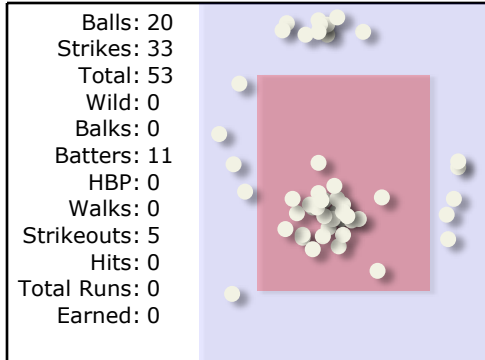 Balls: 20
Strikes: 33
Total: 53
Wild: 0
Balks: 0
Batters: 11
HBP: 0
Walks: 0
Strikeouts: 5
Hits: 0
Total Runs: 0
Earned: 0